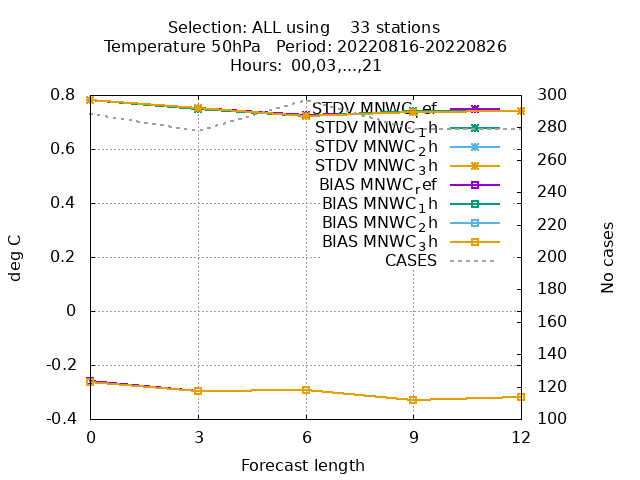 Selection: ALL using 33 stations
Temperature 50hPa Period: 20220816-20220826
Hours: 00,03,...,21
0.8
0.6
0.4
0.2
0
-0.2
-0.4
deg C
300
280
260
240
220
200
180
160
140
120
100
No cases
STDV MNWC_ref
STDV MNWC_1h
STDV MNWC_2h
STDV MNWC_3h
BIAS MNWC_ref
BIAS MNWC_1h
BIAS MNWC_2h
BIAS MNWC_3h
CASES
0 3 6 9 12
Forecast length